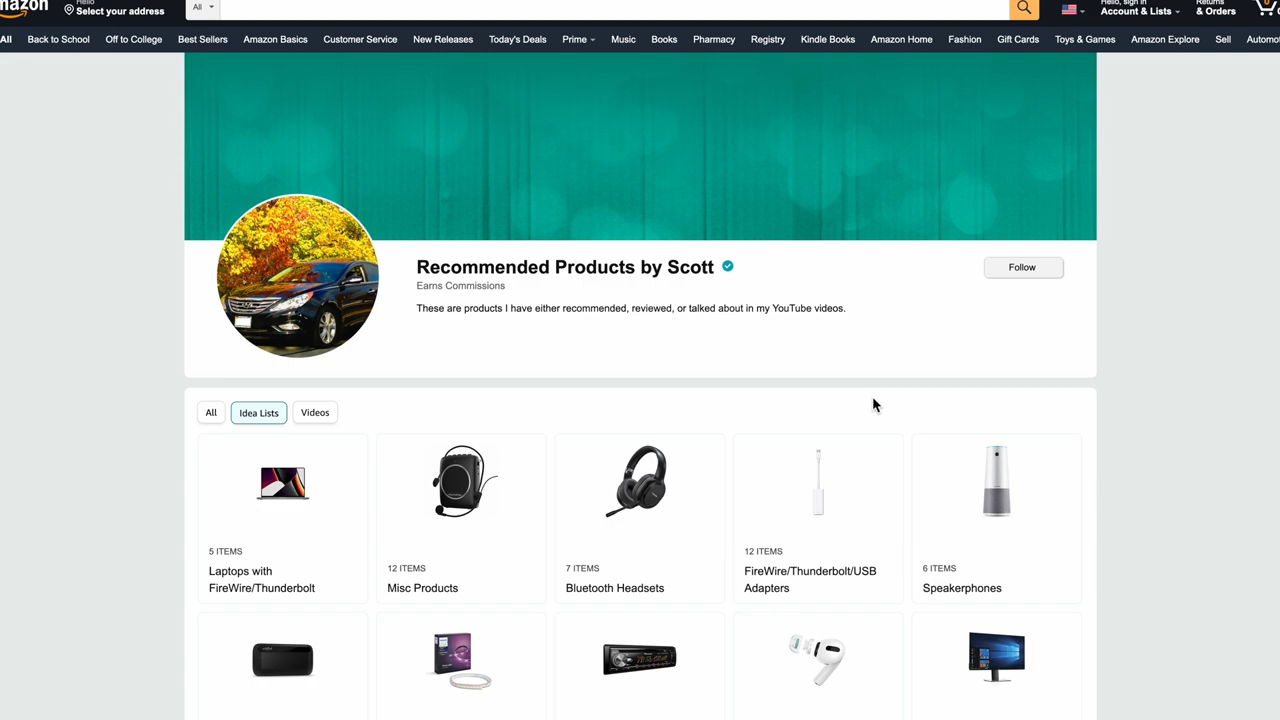 mazon
Hello
Select your address
All
Hello, sign in
Account & Lists
Returns
& Orders
0
All
Back to School
Off to College
Best Sellers
Amazon Basics
Customer Service
New Releases
Today's Deals
Prime
Music
Books
Pharmacy
Registry
Kindle Books
Amazon Home
Fashion
Gift Cards
Toys & Games
Amazon Explore
Sell
Automo
Recommended Products by Scott
Earns Commissions
These are products I have either recommended, reviewed, or talked about in my YouTube videos.
Follow
All
Idea Lists
Videos
5 ITEMS
Laptops with
FireWire/Thunderbolt
12 ITEMS
Misc Products
7 ITEMS
Bluetooth Headsets
12 ITEMS
FireWire/Thunderbolt/USB
Adapters
6 ITEMS
Speakerphones